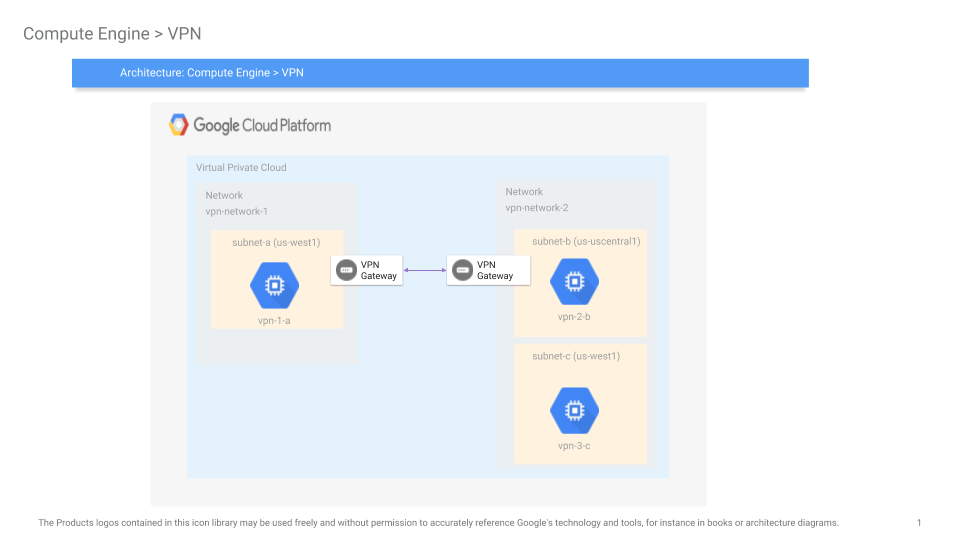 Compute Engine > VPN
Architecture: Compute Engine > VPN
Google Cloud Platform
Virtual Private Cloud
Network
vpn-network-1
subnet-a (us-west1)
vpn-1-a
VPN
Gateway
VPN
Gateway
Network
vpn-network-2
subnet-b (us-uscentral1)
vpn-2-b
subnet-c (us-west1)
vpn-3-c
The Products logos contained in this icon library may be used freely and without permission to accurately reference Google's technology and tools, for instance in books or architecture diagrams.
1